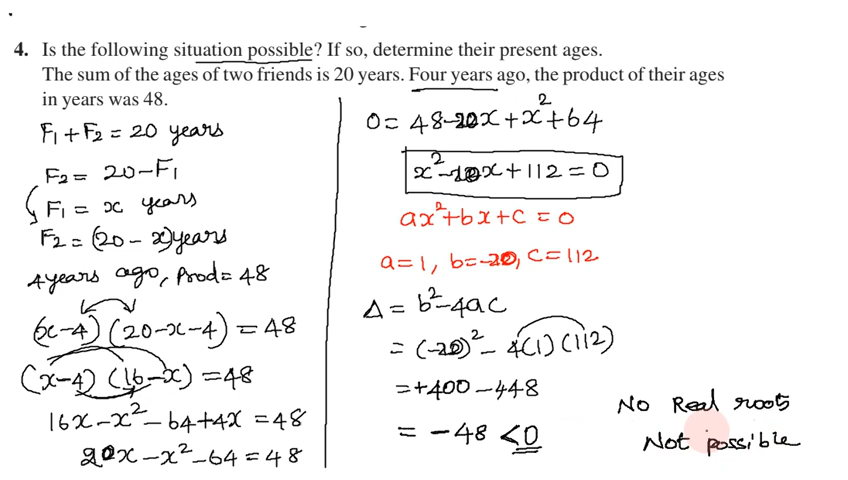 4. Is the following situation possible? If so, determine their present ages.
The sum of the ages of two friends is 20 years. Four years ago, the product of their ages
in years was 48.
F₁ + F₂ = 20 years
F₂ = 20 – F₁
F₁ = x years
F₂ = (20 – x) years
4 years ago, Prod = 48
(x – 4) (20 – x – 4) = 48
(x – 4) (16 – x) = 48
16x – x² – 64 + 4x = 48
20x – x² – 64 = 48
0 = 48 – 20x + x² + 64
x² – 20x + 112 = 0
ax² + bx + c = 0
a = 1, b = –20, c = 112
Δ = b² – 4ac
= (–20)² – 4(1)(112)
= +400 – 448
= –48 < 0
No Real roots
Not possible